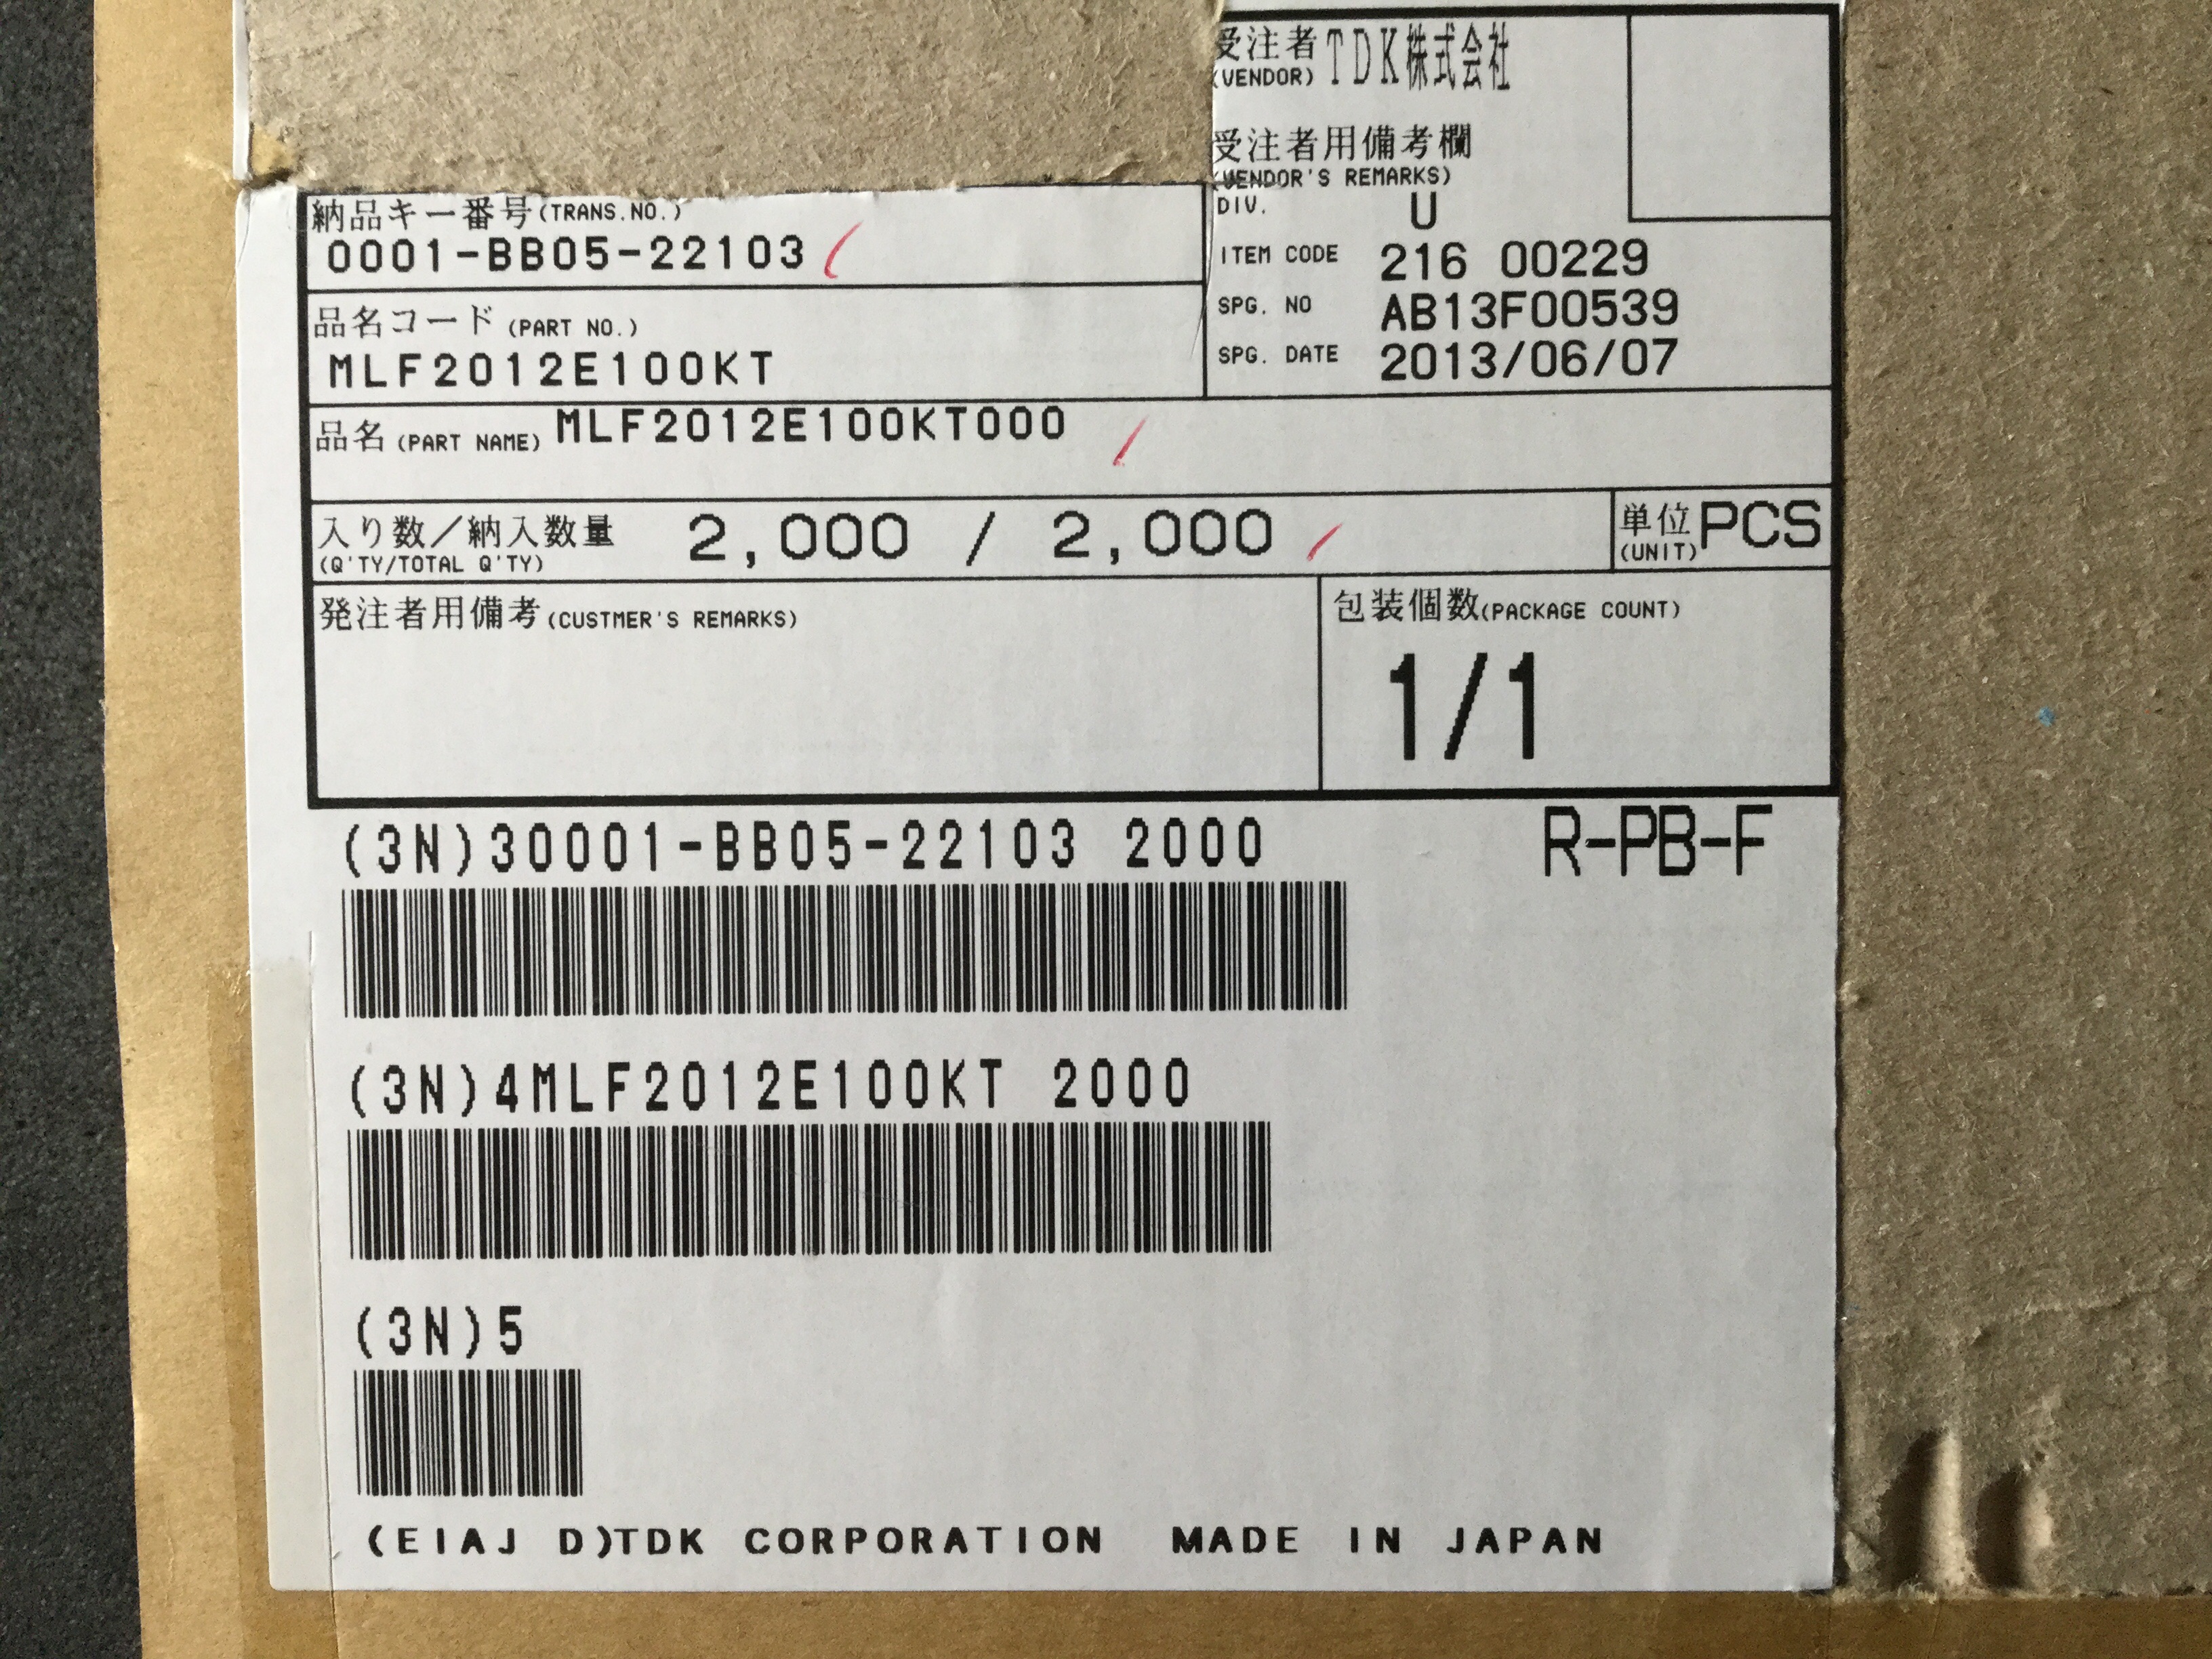 受注者 TDK株式会社
(VENDOR)
受注者用備考欄
(VENDOR'S REMARKS)
DIV. U
ITEM CODE 216 00229
SPG. NO AB13F00539
SPG. DATE 2013/06/07
納品キー番号(TRANS.NO.)
0001-BB05-22103
品名コード(PART NO.)
MLF2012E100KT
品名(PART NAME) MLF2012E100KT000
入り数/納入数量 2,000 / 2,000
(Q'TY/TOTAL Q'TY)
単位 PCS
(UNIT)
発注者用備考(CUSTMER'S REMARKS)
包装個数(PACKAGE COUNT)
1/1
(3N)30001-BB05-22103 2000
R-PB-F
(3N)4MLF2012E100KT 2000
(3N)5
(EIAJ D)TDK CORPORATION MADE IN JAPAN